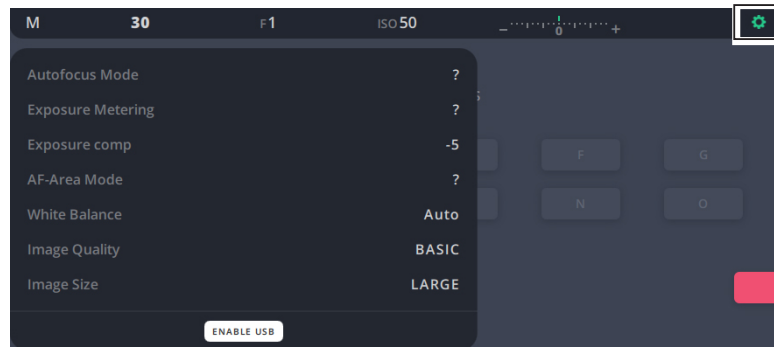 M 30 F1 ISO 50 - 0 +
Autofocus Mode ?
S
Exposure Metering ?
Exposure comp -5
F G
AF-Area Mode ?
White Balance Auto
N O
Image Quality BASIC
Image Size LARGE
ENABLE USB